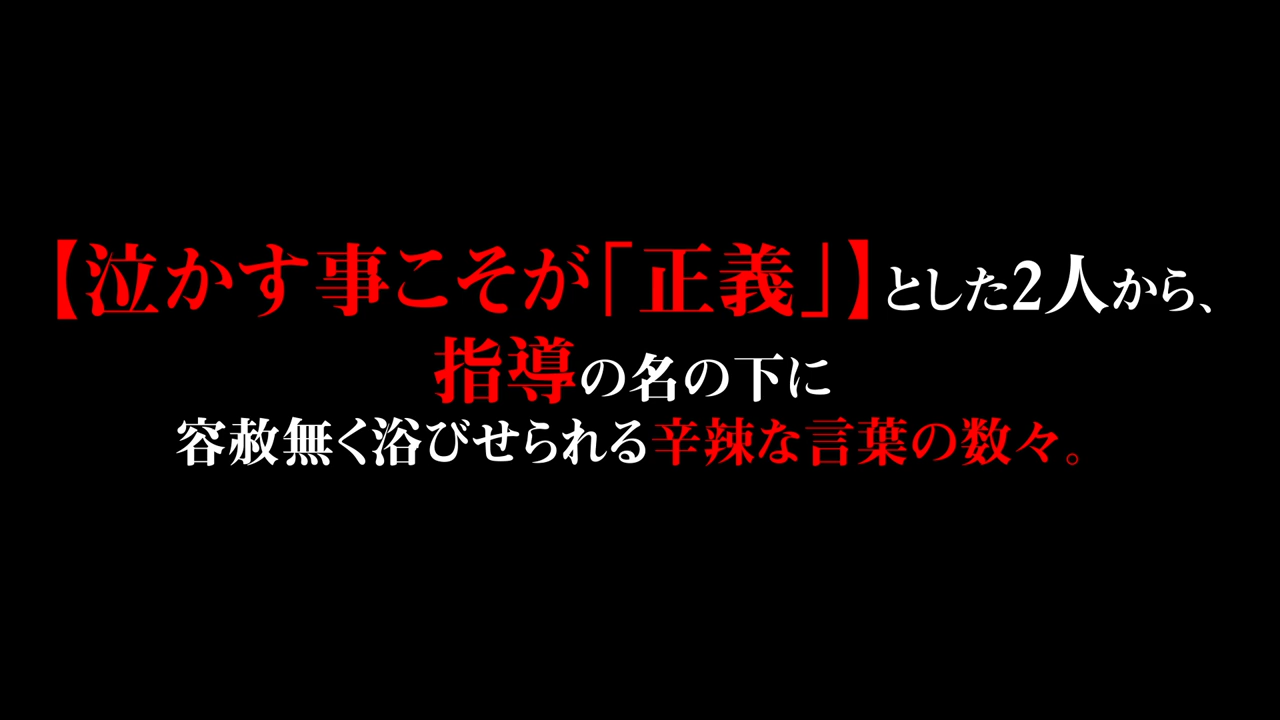 【泣かす事こそが「正義」】とした2人から、
指導の名の下に
容赦無く浴びせられる辛辣な言葉の数々。